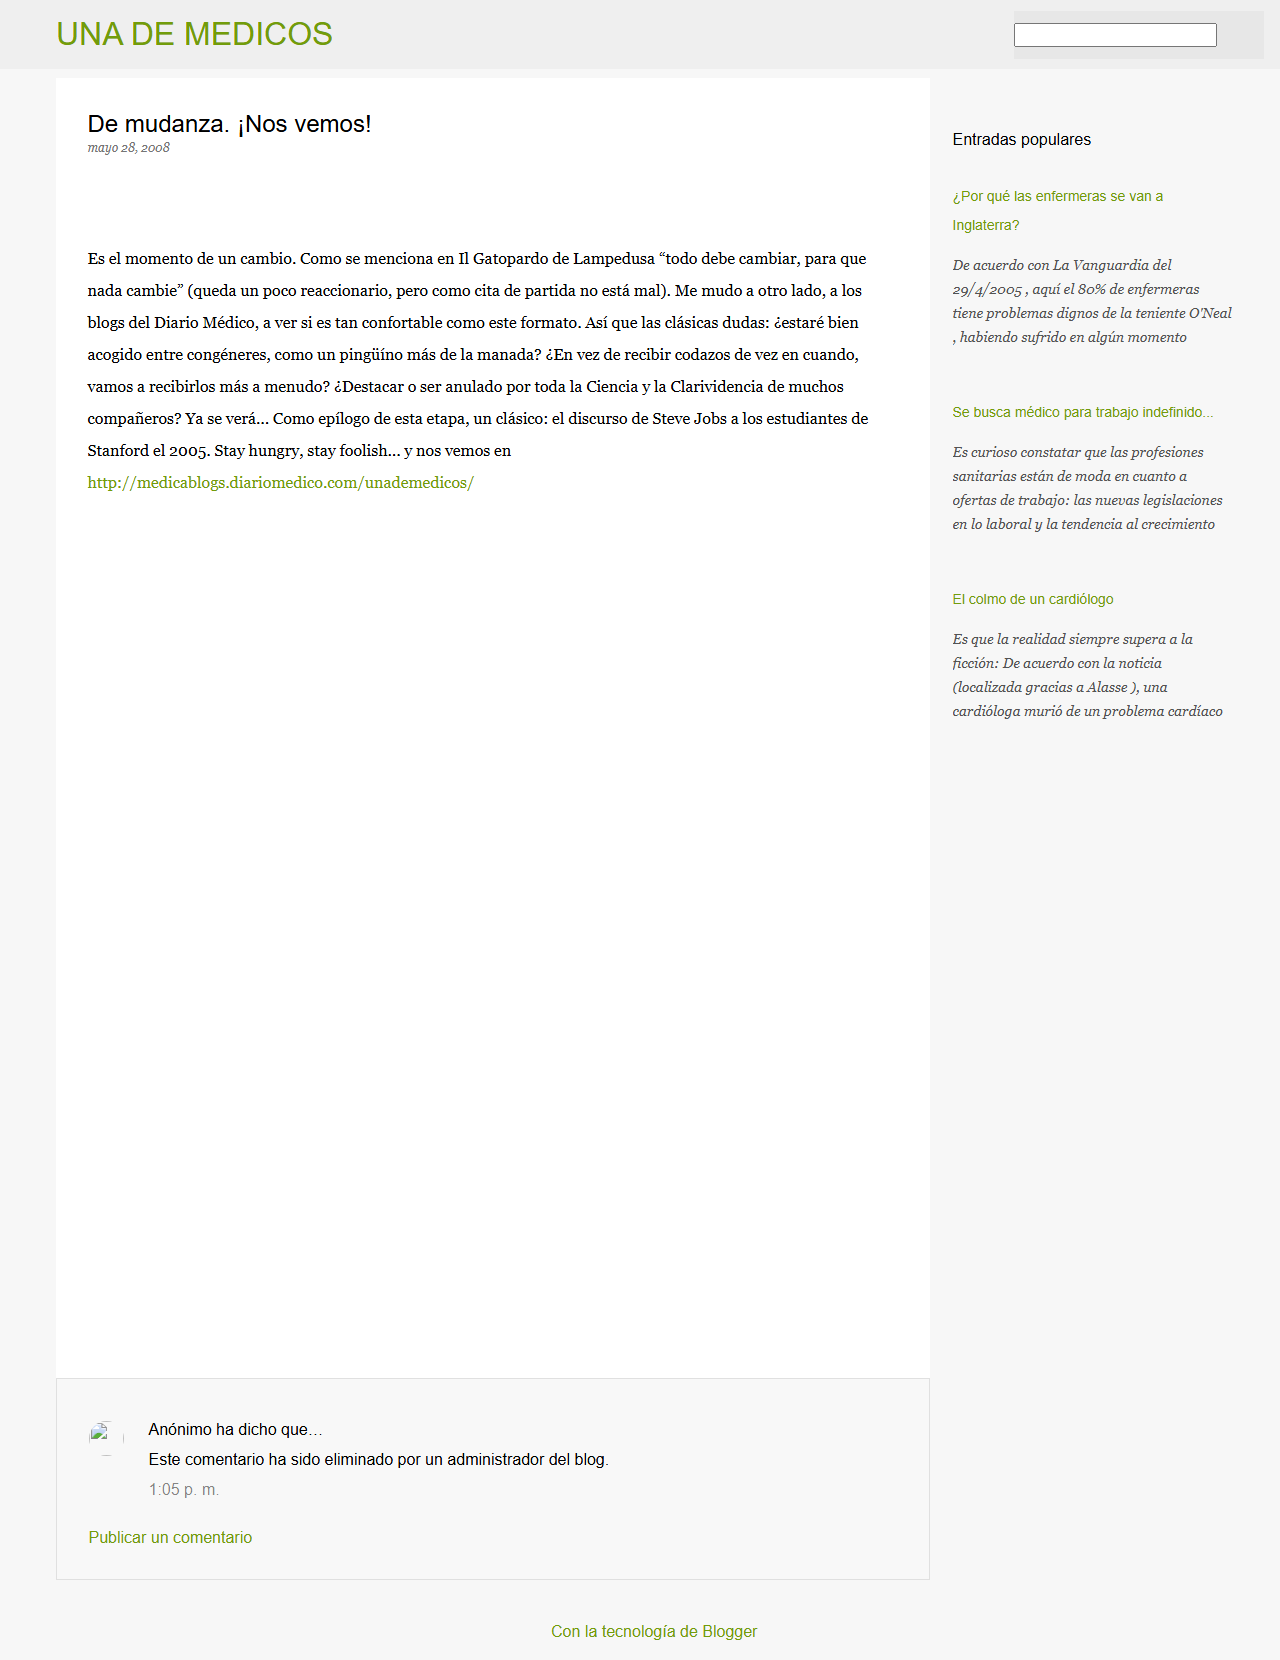 UNA DE MEDICOS
De mudanza. ¡Nos vemos!
mayo 28, 2008
Es el momento de un cambio. Como se menciona en Il Gatopardo de Lampedusa “todo debe cambiar, para que
nada cambie” (queda un poco reaccionario, pero como cita de partida no está mal). Me mudo a otro lado, a los
blogs del Diario Médico, a ver si es tan confortable como este formato. Así que las clásicas dudas: ¿estaré bien
acogido entre congéneres, como un pingüíno más de la manada? ¿En vez de recibir codazos de vez en cuando,
vamos a recibirlos más a menudo? ¿Destacar o ser anulado por toda la Ciencia y la Clarividencia de muchos
compañeros? Ya se verá... Como epílogo de esta etapa, un clásico: el discurso de Steve Jobs a los estudiantes de
Stanford el 2005. Stay hungry, stay foolish... y nos vemos en
http://medicablogs.diariomedico.com/unademedicos/
Anónimo ha dicho que…
Este comentario ha sido eliminado por un administrador del blog.
1:05 p. m.
Publicar un comentario
Entradas populares
¿Por qué las enfermeras se van a
Inglaterra?
De acuerdo con La Vanguardia del
29/4/2005 , aquí el 80% de enfermeras
tiene problemas dignos de la teniente O'Neal
, habiendo sufrido en algún momento
Se busca médico para trabajo indefinido...
Es curioso constatar que las profesiones
sanitarias están de moda en cuanto a
ofertas de trabajo: las nuevas legislaciones
en lo laboral y la tendencia al crecimiento
El colmo de un cardiólogo
Es que la realidad siempre supera a la
ficción: De acuerdo con la noticia
(localizada gracias a Alasse ), una
cardióloga murió de un problema cardíaco
Con la tecnología de Blogger